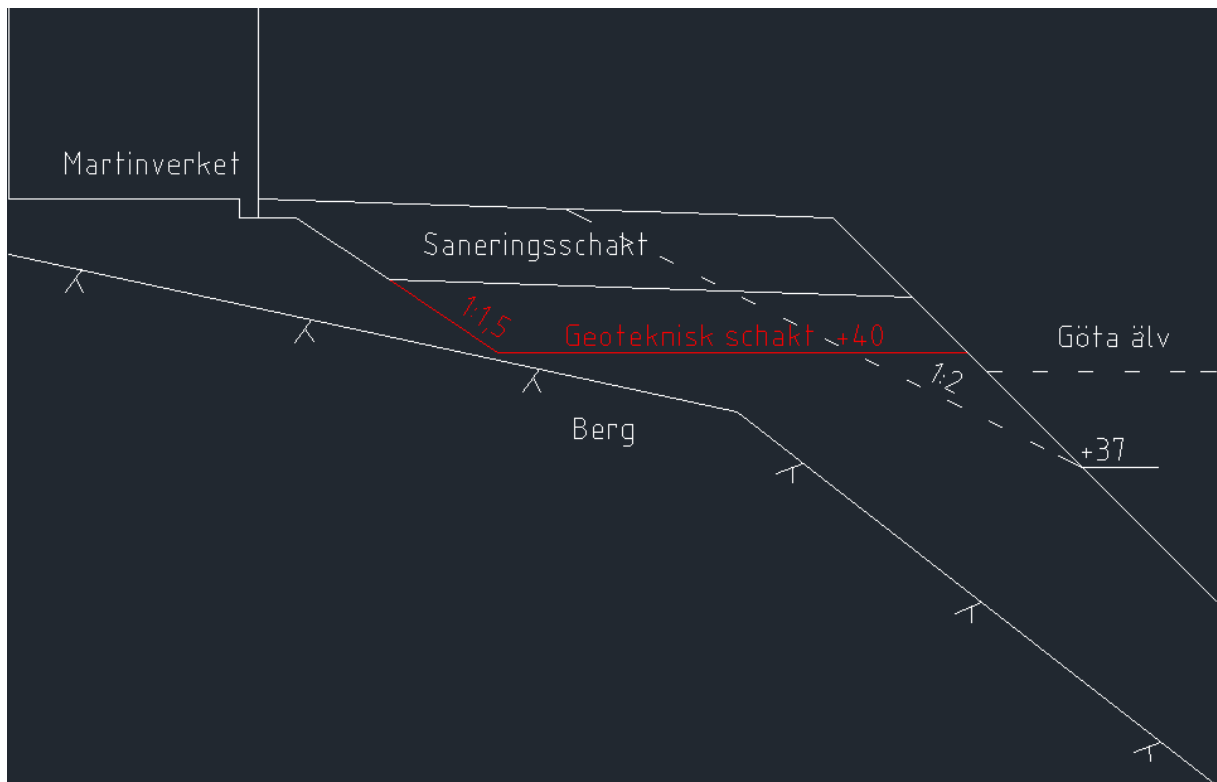 Martinverket
Saneringsschakt
1:1,5
Geoteknisk schakt +40
Göta älv
1:2
Berg
+37